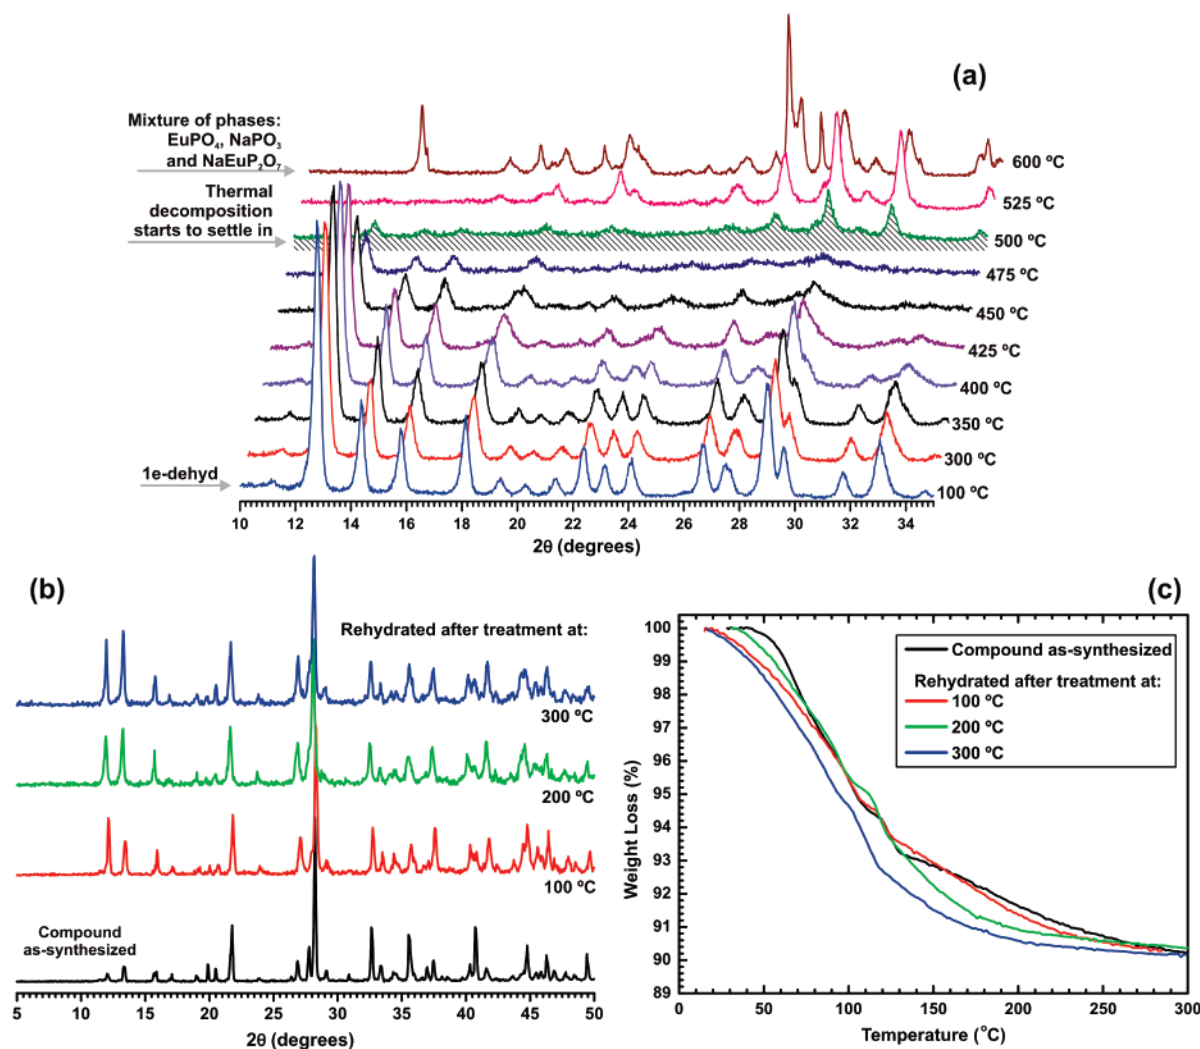 (a)
Mixture of phases:
EuPO₄, NaPO₃
and NaEuP₂O₇
Thermal
decomposition
starts to settle in
1e-dehyd
600 ºC
525 ºC
500 ºC
475 ºC
450 ºC
425 ºC
400 ºC
350 ºC
300 ºC
100 ºC
10 12 14 16 18 20 22 24 26 28 30 32 34
2θ (degrees)
(b)
Rehydrated after treatment at:
300 ºC
200 ºC
100 ºC
Compound
as-synthesized
5 10 15 20 25 30 35 40 45 50
2θ (degrees)
(c)
Compound as-synthesized
Rehydrated after treatment at:
100 ºC
200 ºC
300 ºC
Weight Loss (%)
100
99
98
97
96
95
94
93
92
91
90
89
0 50 100 150 200 250 300
Temperature (°C)